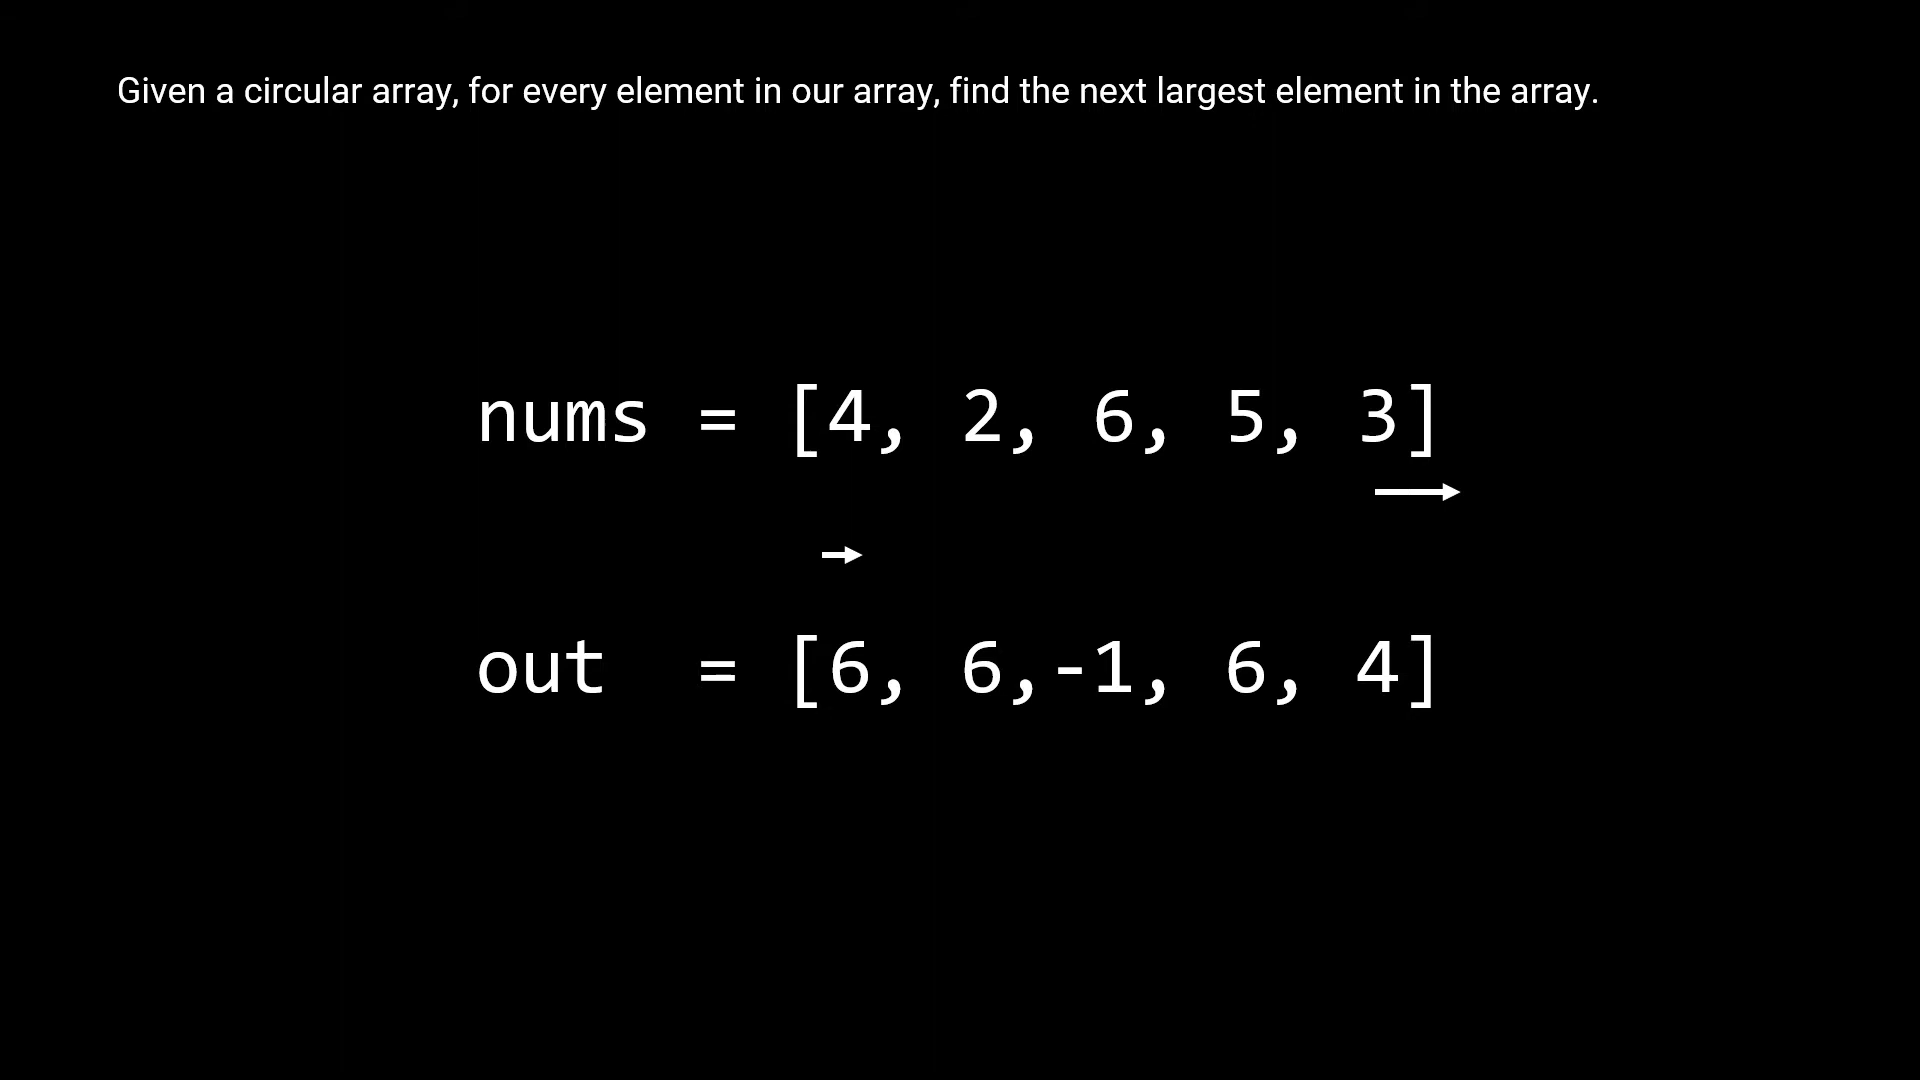 Given a circular array, for every element in our array, find the next largest element in the array.
nums = [4, 2, 6, 5, 3]
out = [6, 6,-1, 6, 4]